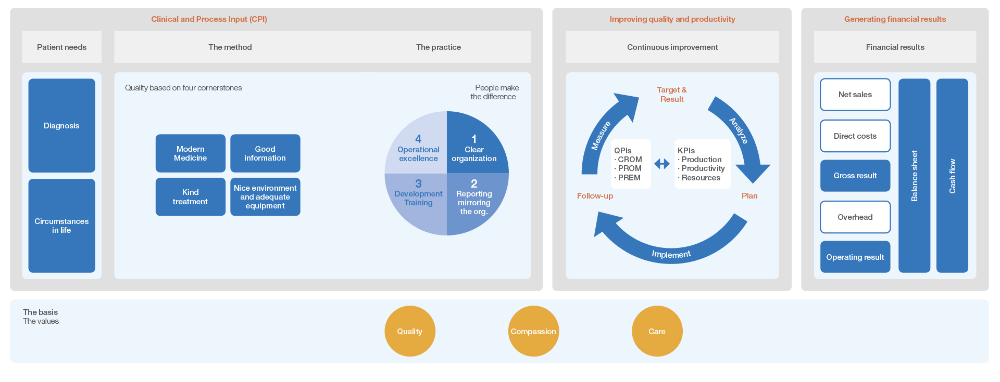 Clinical and Process Input (CPI)
Patient needs
The method
The practice
Diagnosis
Circumstances
in life
Quality based on four cornerstones
People make
the difference
Modern
Medicine
Good
information
Kind
treatment
Nice environment
and adequate
equipment
4
Operational
excellence
1
Clear
organization
3
Development
Training
2
Reporting
mirroring
the org.
Improving quality and productivity
Continuous improvement
Target &
Result
Measure
Analyze
QPIs
· CROM
· PROM
· PREM
KPIs
· Production
· Productivity
· Resources
Follow-up
Plan
Implement
Generating financial results
Financial results
Net sales
Direct costs
Gross result
Overhead
Operating result
Balance sheet
Cash flow
The basis
The values
Quality
Compassion
Care